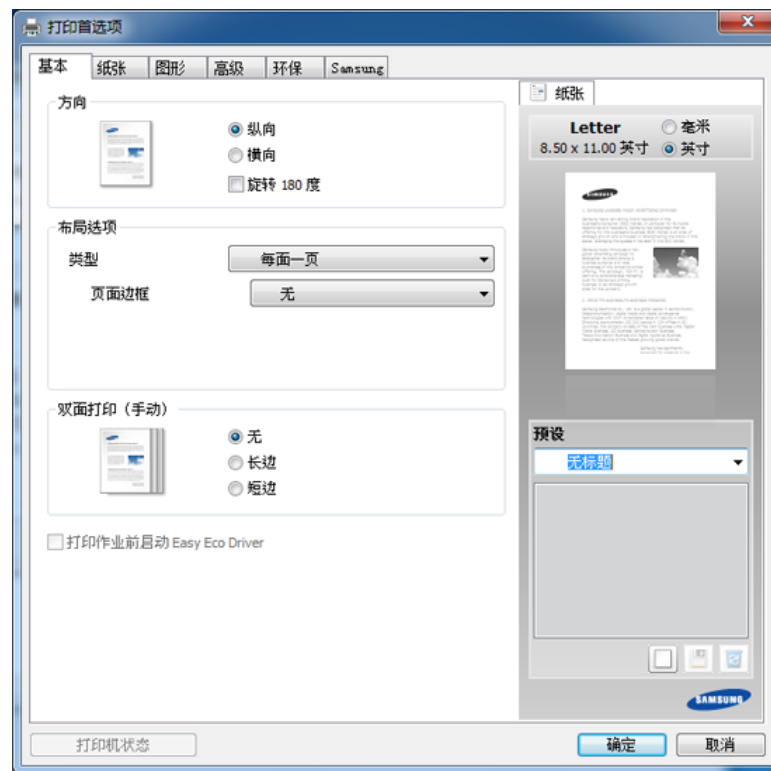 打印首选项
基本 纸张 图形 高级 环保 Samsung
方向
纵向
横向
旋转 180 度
布局选项
类型 每面一页
页面边框 无
双面打印（手动）
无
长边
短边
打印作业前启动 Easy Eco Driver
打印机状态
纸张
Letter
8.50 x 11.00 英寸
毫米
英寸
预设
无标题
SAMSUNG
确定 取消